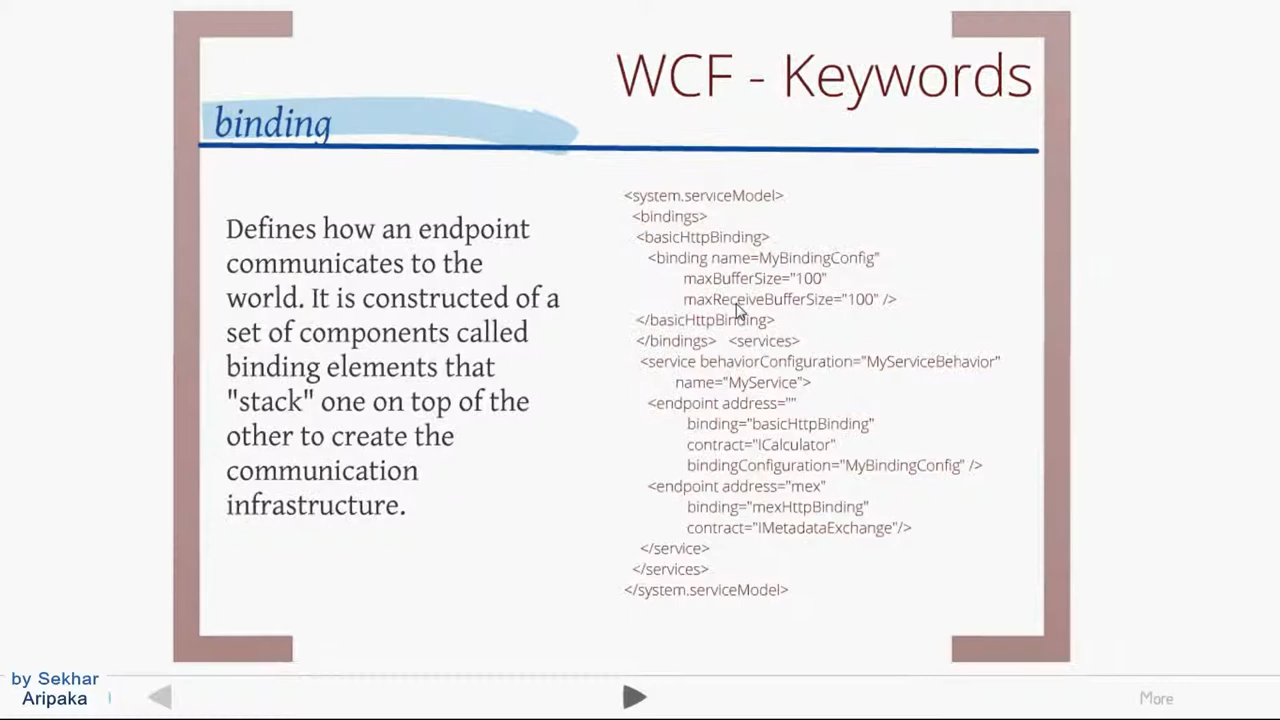 WCF - Keywords
binding
Defines how an endpoint
communicates to the
world. It is constructed of a
set of components called
binding elements that
"stack" one on top of the
other to create the
communication
infrastructure.
<system.serviceModel>
<bindings>
<basicHttpBinding>
<binding name=MyBindingConfig"
maxBufferSize="100"
maxReceiveBufferSize="100" />
</basicHttpBinding>
</bindings> <services>
<service behaviorConfiguration="MyServiceBehavior"
name="MyService">
<endpoint address=""
binding="basicHttpBinding"
contract="ICalculator"
bindingConfiguration="MyBindingConfig" />
<endpoint address="mex"
binding="mexHttpBinding"
contract="IMetadataExchange"/>
</service>
</services>
</system.serviceModel>
by Sekhar
Aripaka
More